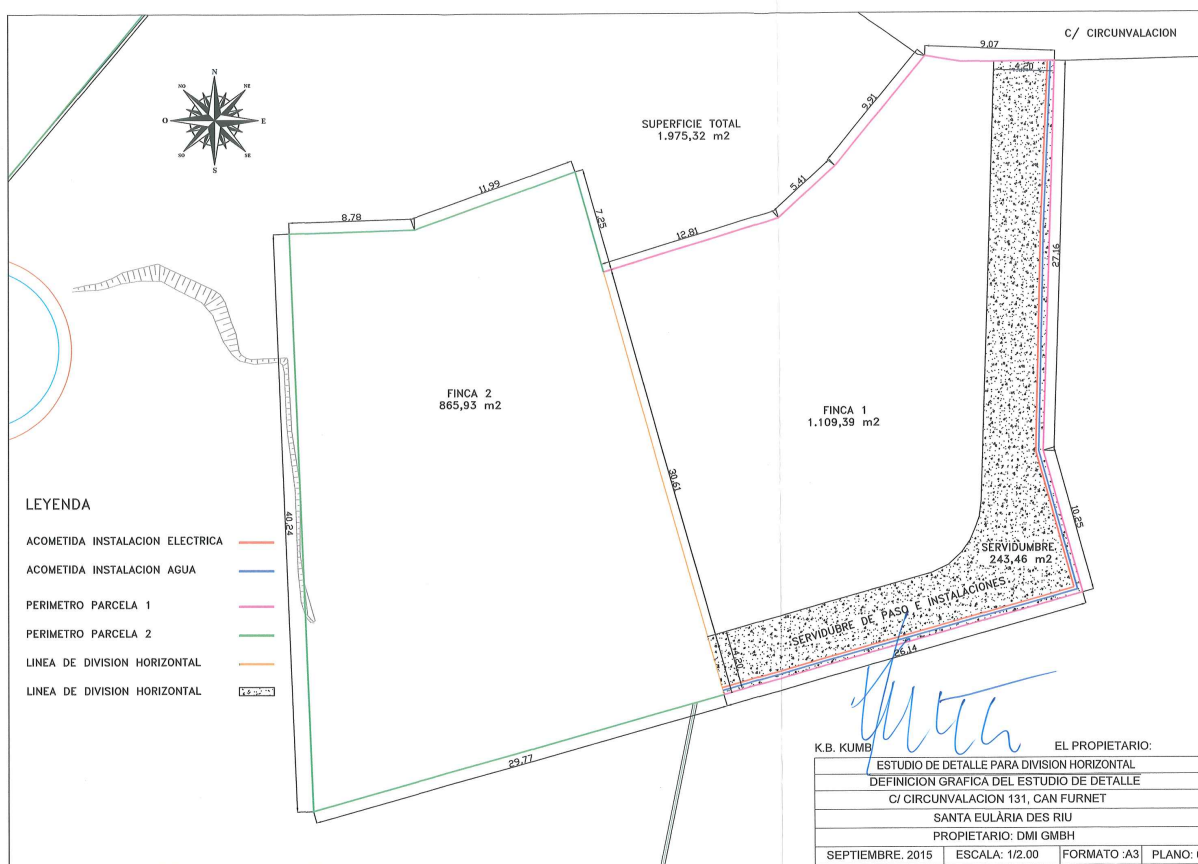 C/ CIRCUNVALACION
9.07
4.20
9.91
SUPERFICIE TOTAL
1.975,32 m2
5.41
12.81
N
NO
NE
O
E
SO
SE
S
11.99
8.78
7.25
27.16
FINCA 2
865,93 m2
FINCA 1
1.109,39 m2
30.61
40.24
10.25
LEYENDA
ACOMETIDA INSTALACION ELECTRICA
ACOMETIDA INSTALACION AGUA
PERIMETRO PARCELA 1
PERIMETRO PARCELA 2
LINEA DE DIVISION HORIZONTAL
LINEA DE DIVISION HORIZONTAL
SERVIDUMBRE
243,46 m2
SERVIDUBRE DE PASO E INSTALACIONES
4.20
26.14
29.77
K.B. KUMB
EL PROPIETARIO:
ESTUDIO DE DETALLE PARA DIVISION HORIZONTAL
DEFINICION GRAFICA DEL ESTUDIO DE DETALLE
C/ CIRCUNVALACION 131, CAN FURNET
SANTA EULÀRIA DES RIU
PROPIETARIO: DMI GMBH
SEPTIEMBRE. 2015 ESCALA: 1/2.00 FORMATO :A3 PLANO: